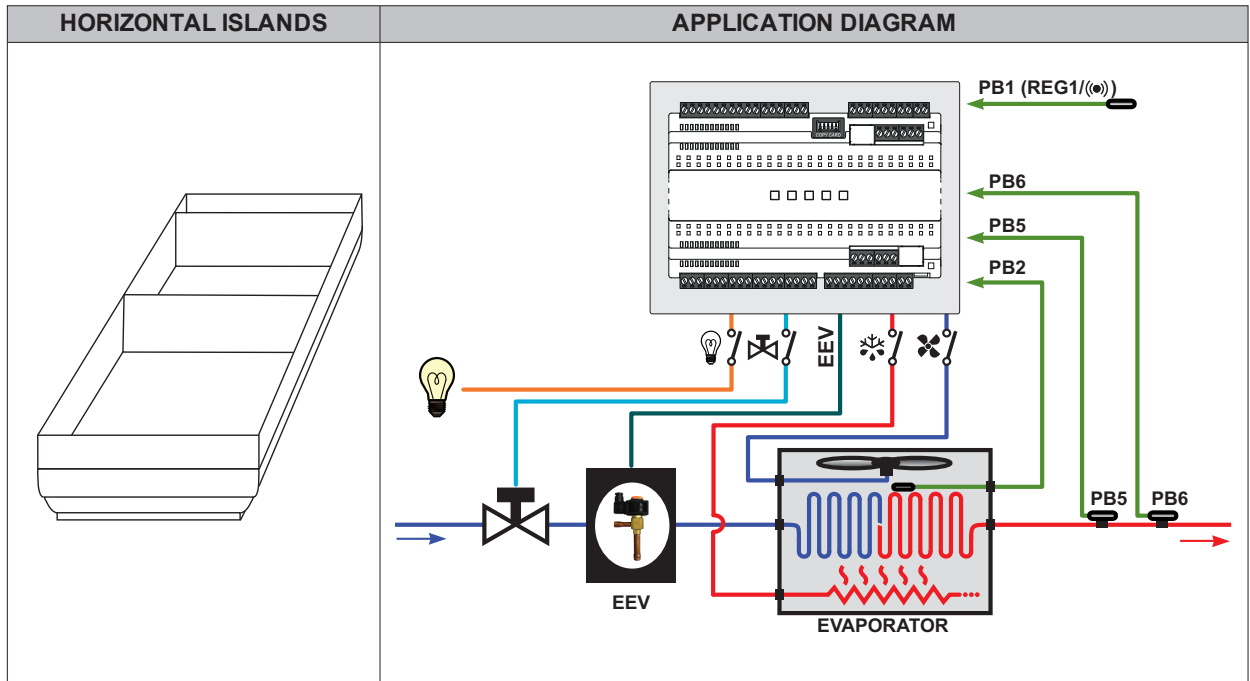 HORIZONTAL ISLANDS
APPLICATION DIAGRAM
PB1 (REG1/)
COPY CARD
PB6
PB5
PB2
EEV
PB5
PB6
EEV
EVAPORATOR